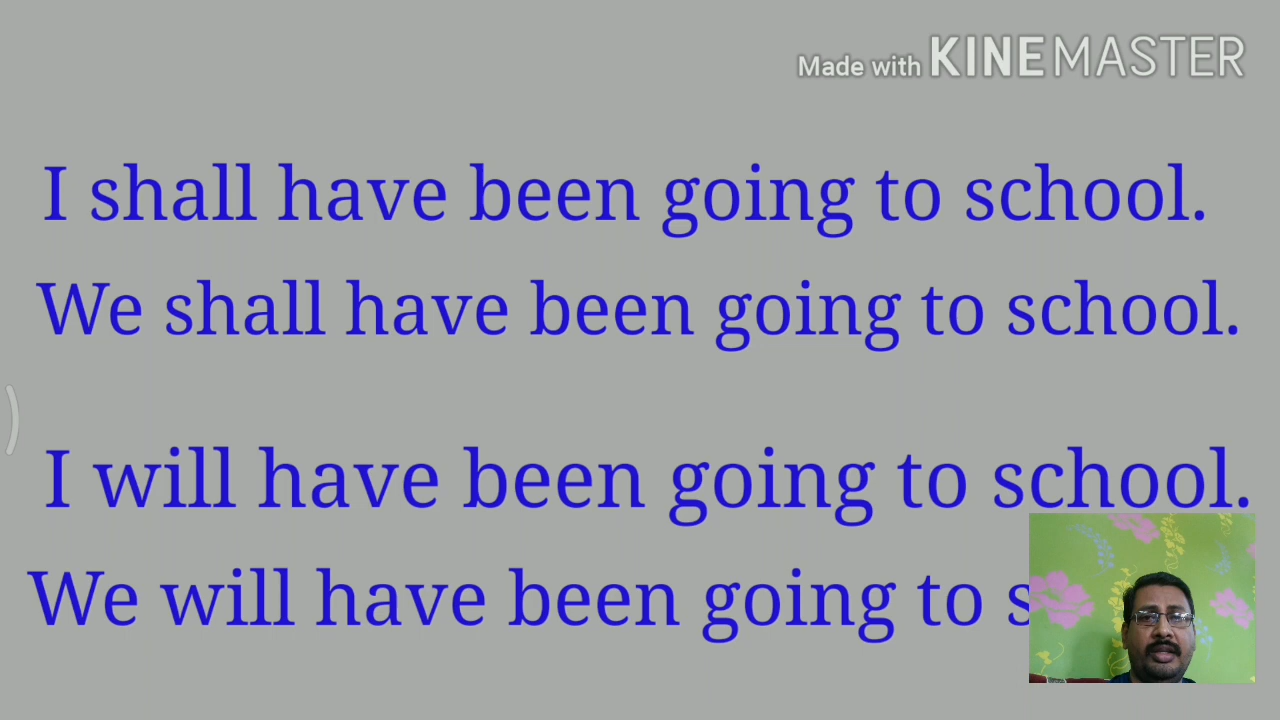 Made with KINEMASTER
I shall have been going to school.
We shall have been going to school.
I will have been going to school.
We will have been going to